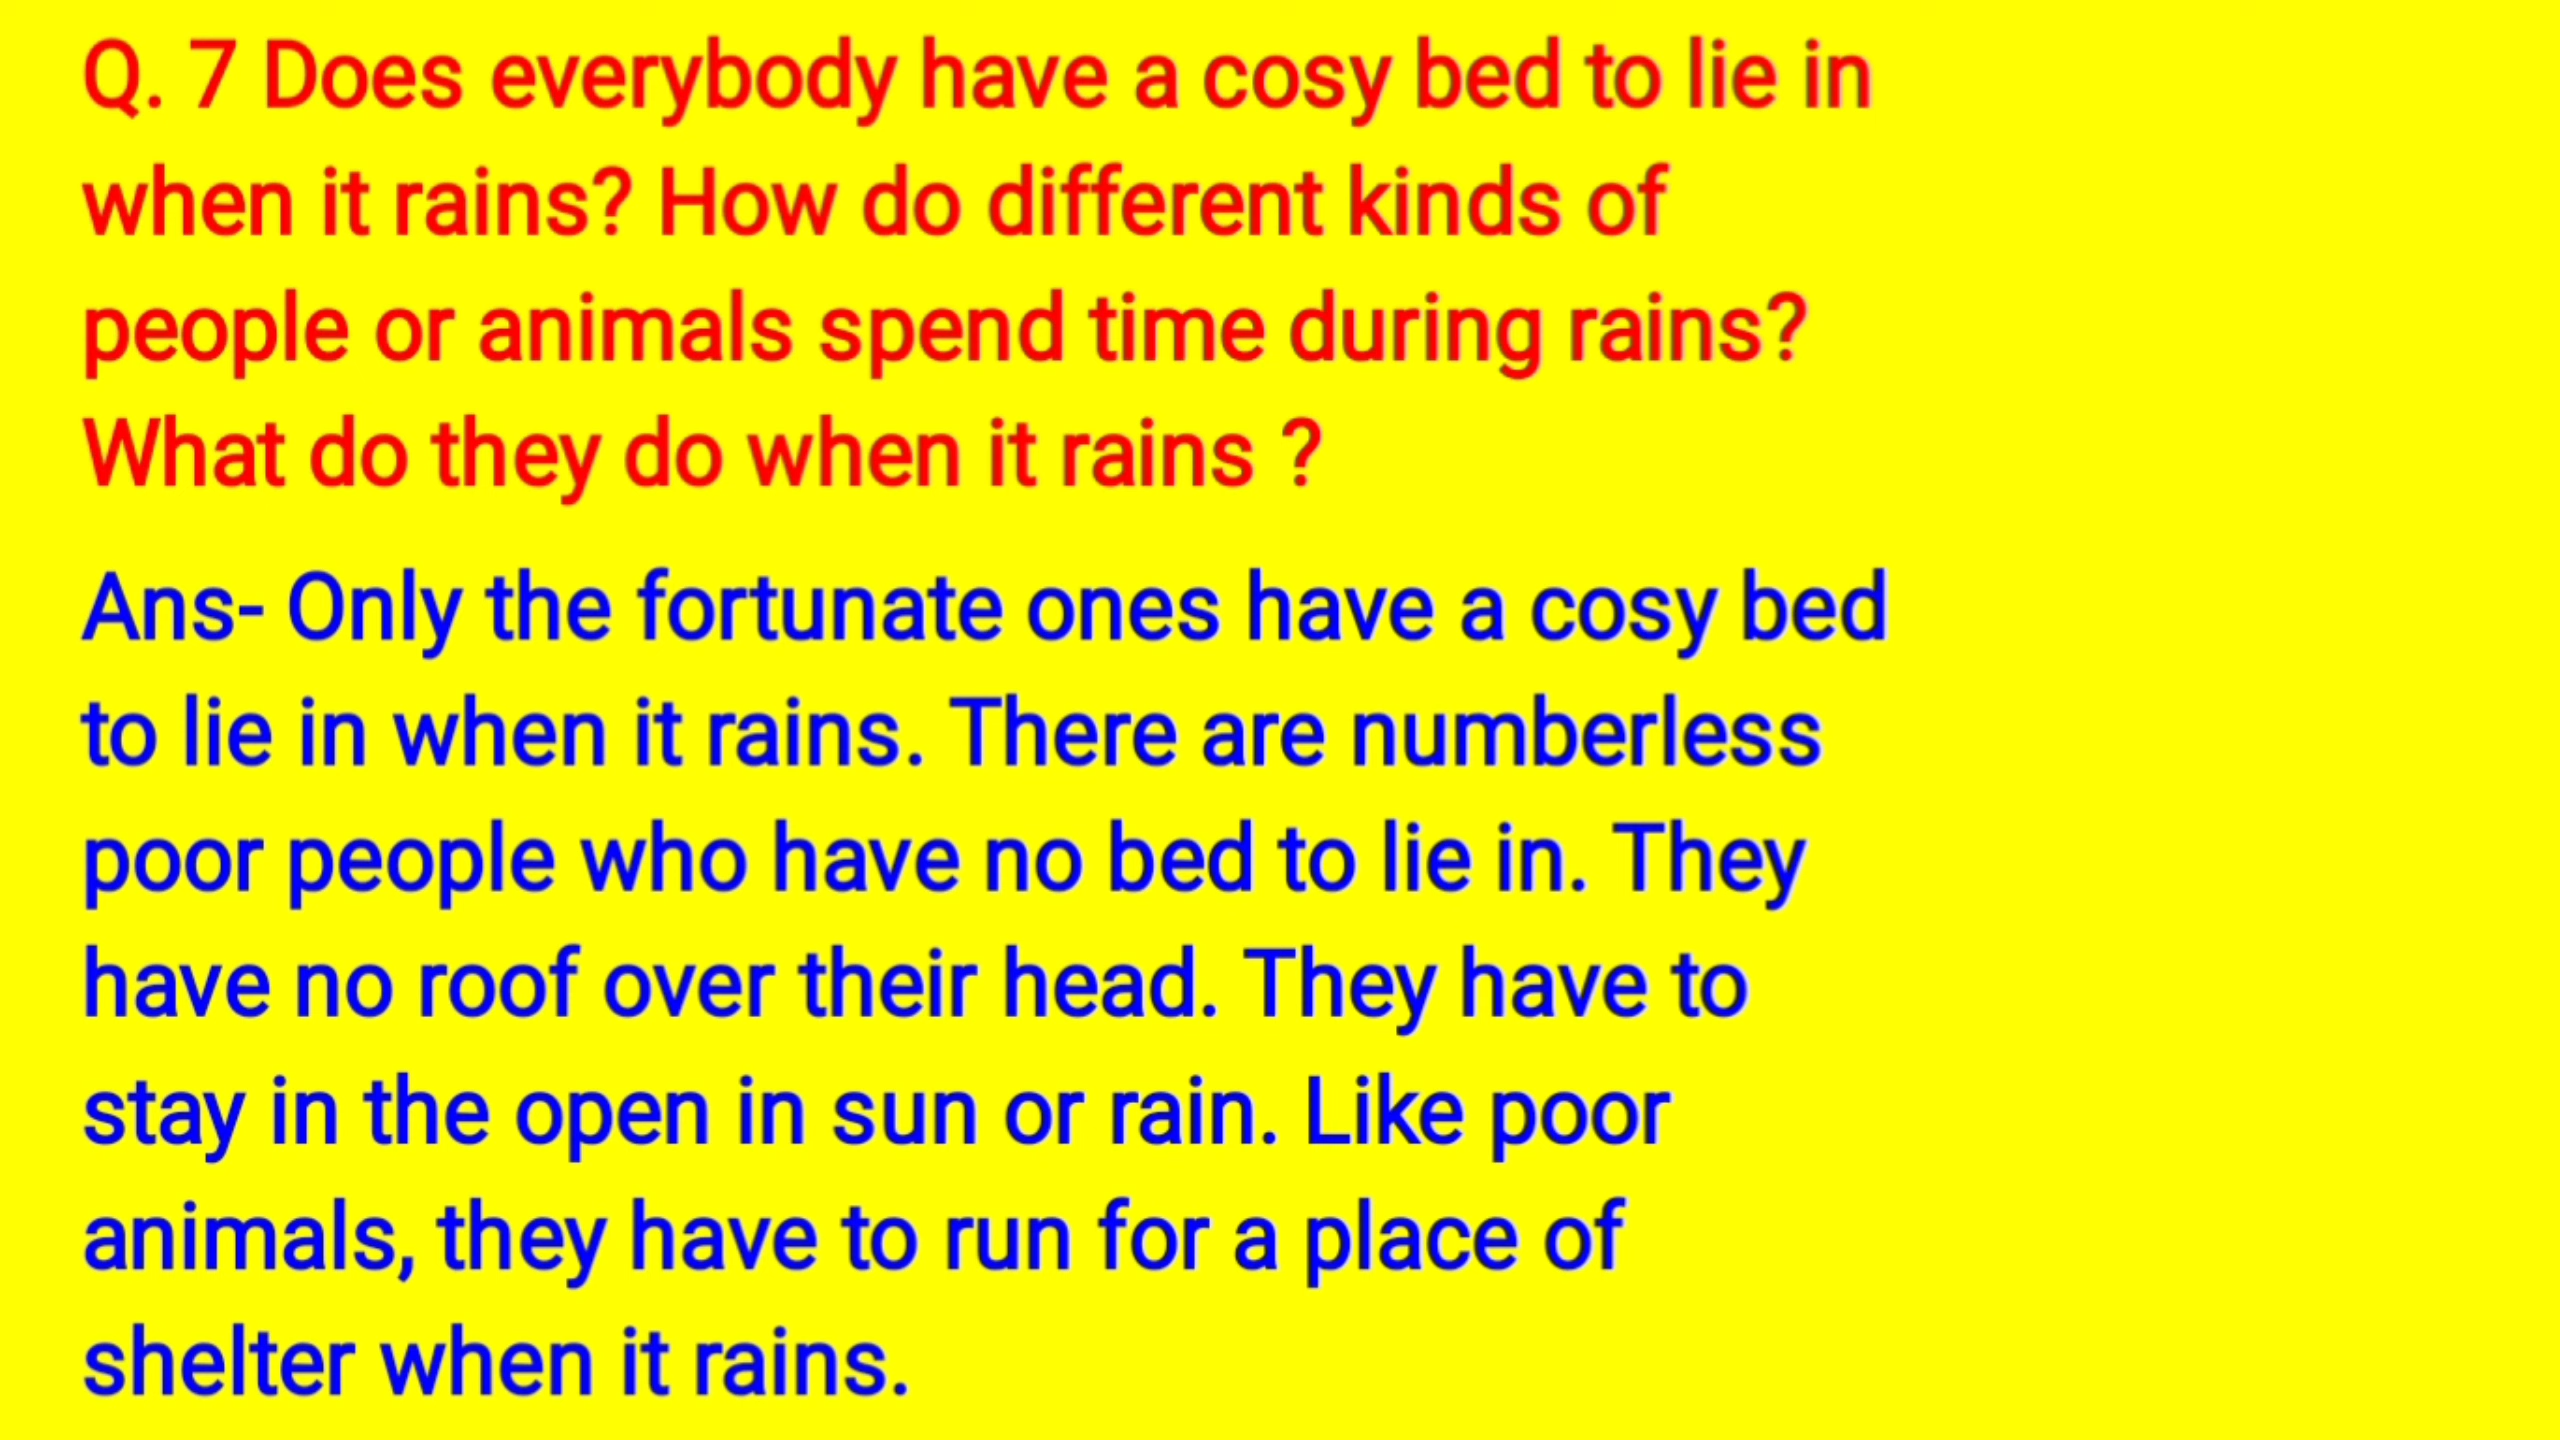 Q. 7 Does everybody have a cosy bed to lie in
when it rains? How do different kinds of
people or animals spend time during rains?
What do they do when it rains ?
Ans- Only the fortunate ones have a cosy bed
to lie in when it rains. There are numberless
poor people who have no bed to lie in. They
have no roof over their head. They have to
stay in the open in sun or rain. Like poor
animals, they have to run for a place of
shelter when it rains.